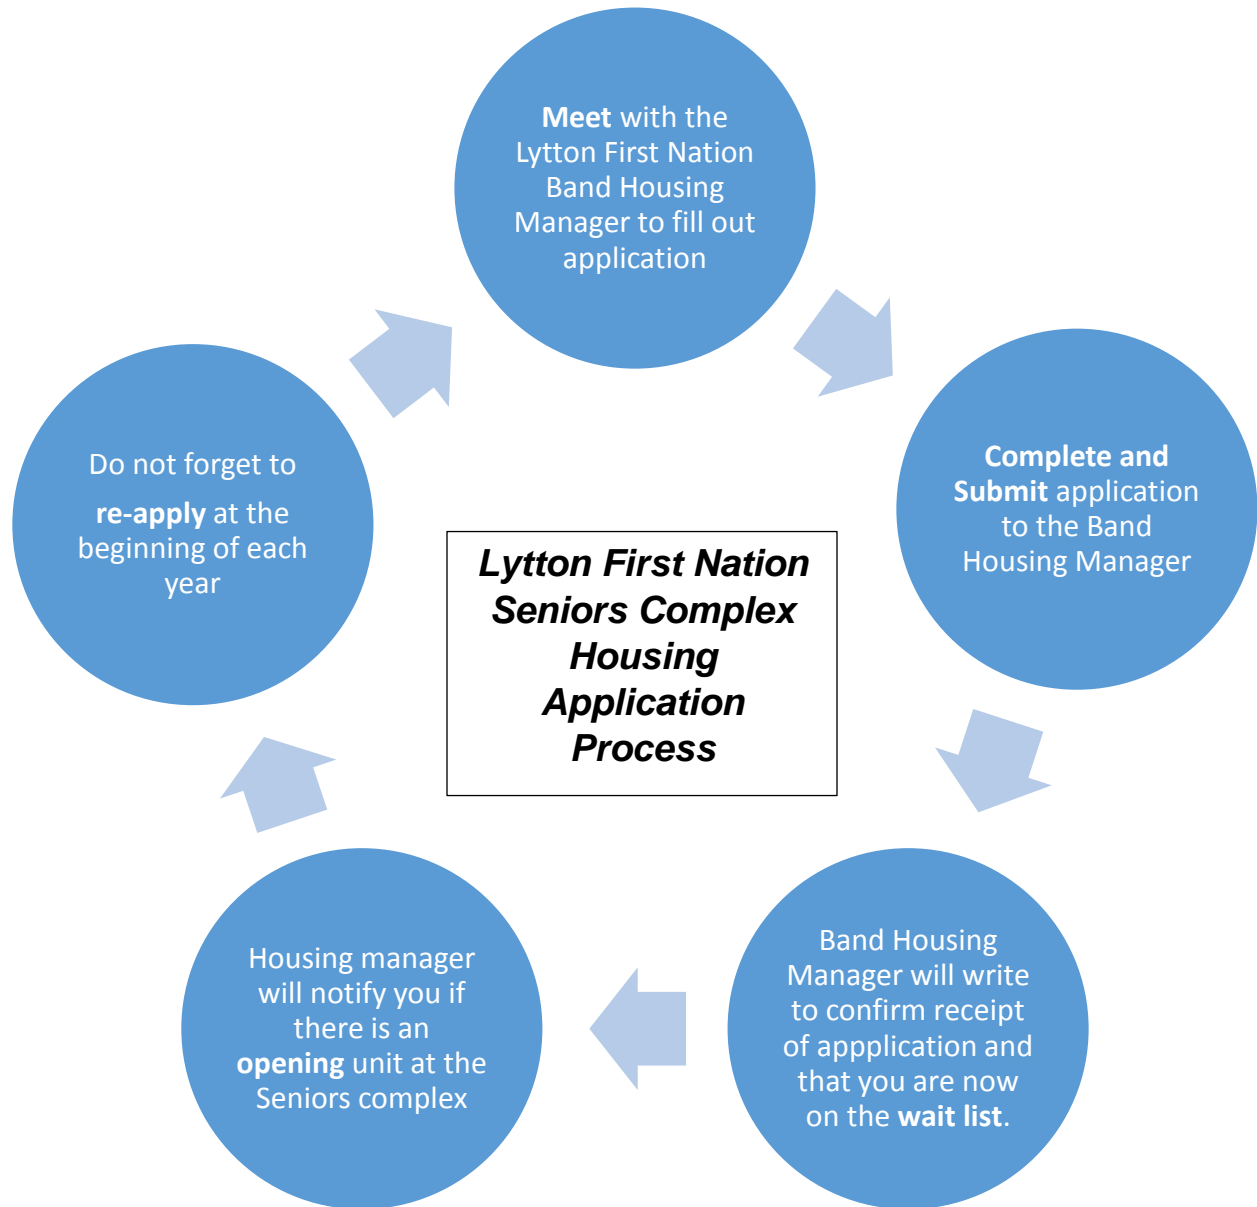 Meet with the
Lytton First Nation
Band Housing
Manager to fill out
application
Complete and
Submit application
to the Band
Housing Manager
Band Housing
Manager will write
to confirm receipt
of appplication and
that you are now
on the wait list.
Housing manager
will notify you if
there is an
opening unit at the
Seniors complex
Do not forget to
re-apply at the
beginning of each
year
Lytton First Nation
Seniors Complex
Housing
Application
Process